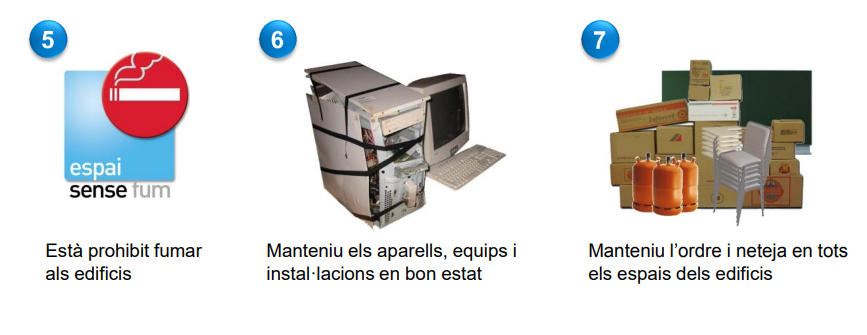 5
6
7
espai
sense fum
Està prohibit fumar
als edificis
Manteniu els aparells, equips i
instal·lacions en bon estat
Manteniu l’ordre i neteja en tots
els espais dels edificis